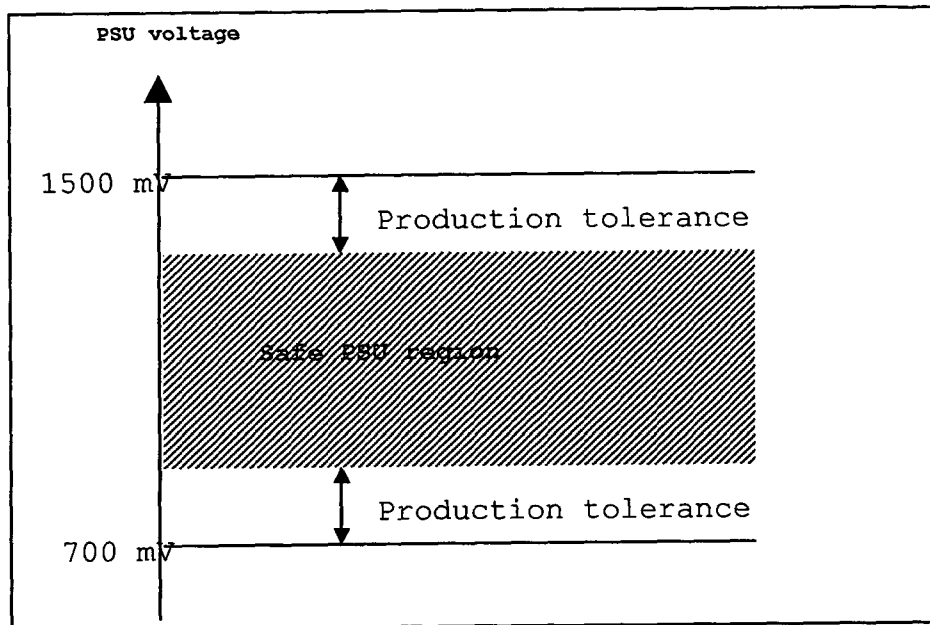 PSU voltage
1500 mV
Production tolerance
Safe PSU region
Production tolerance
700 mV